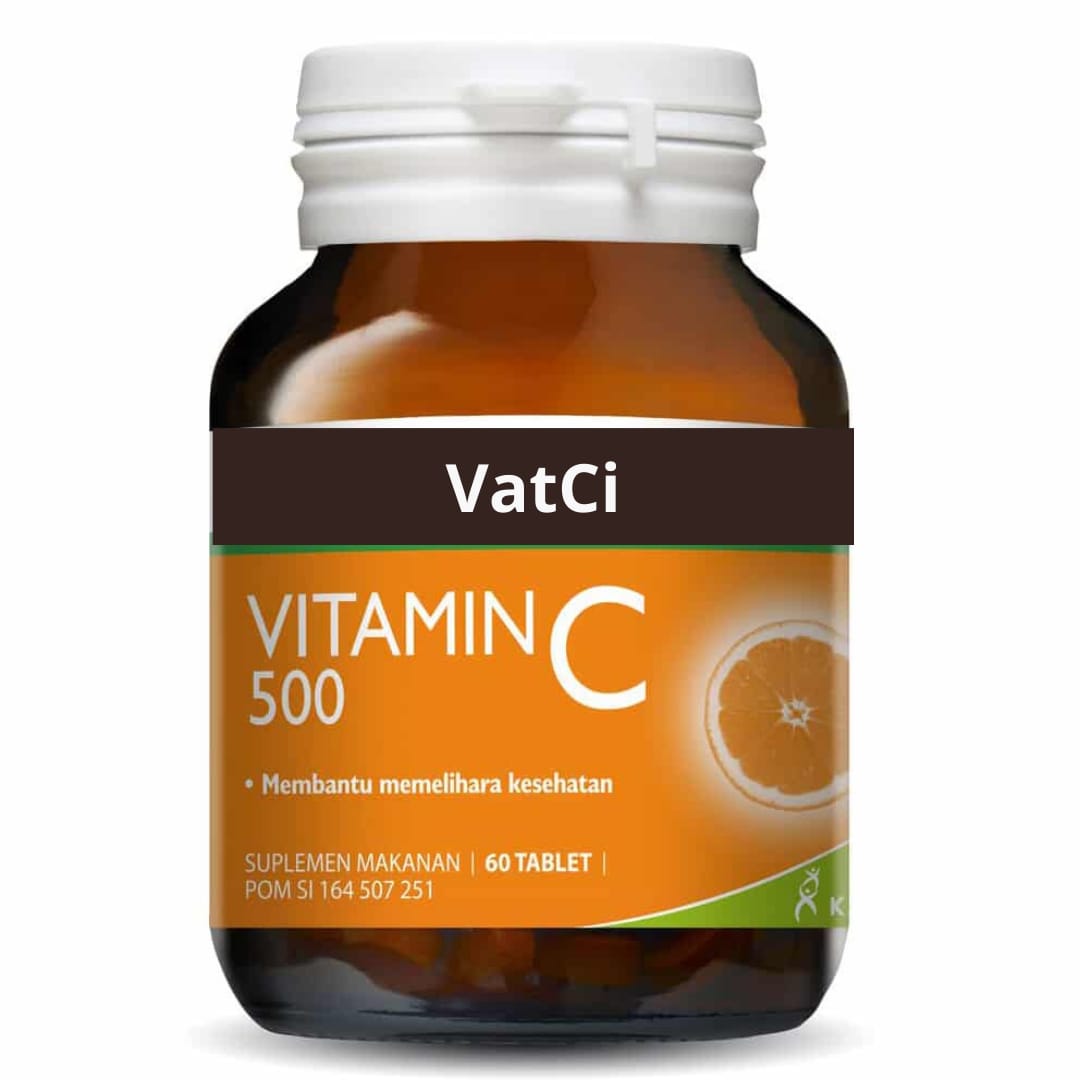 VatCi
VITAMIN C
500
• Membantu memelihara kesehatan
SUPLEMEN MAKANAN | 60 TABLET |
POM SI 164 507 251
K